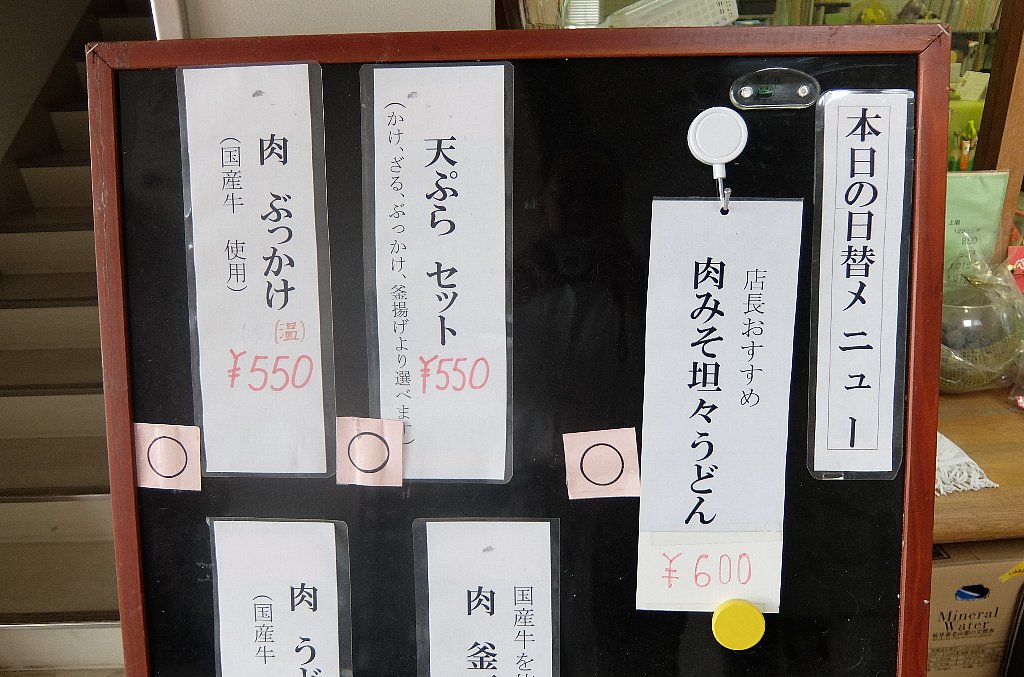 本日の日替メニュー
店長おすすめ
肉みそ坦々うどん
¥600
天ぷら セット
¥550
(かけ、ざる、ぶっかけ、釜揚げより選べま
肉 ぶっかけ
(温)
¥550
(国産牛 使用)
国産牛を
肉 釜
肉 うど
(国産牛
Mineral
Water